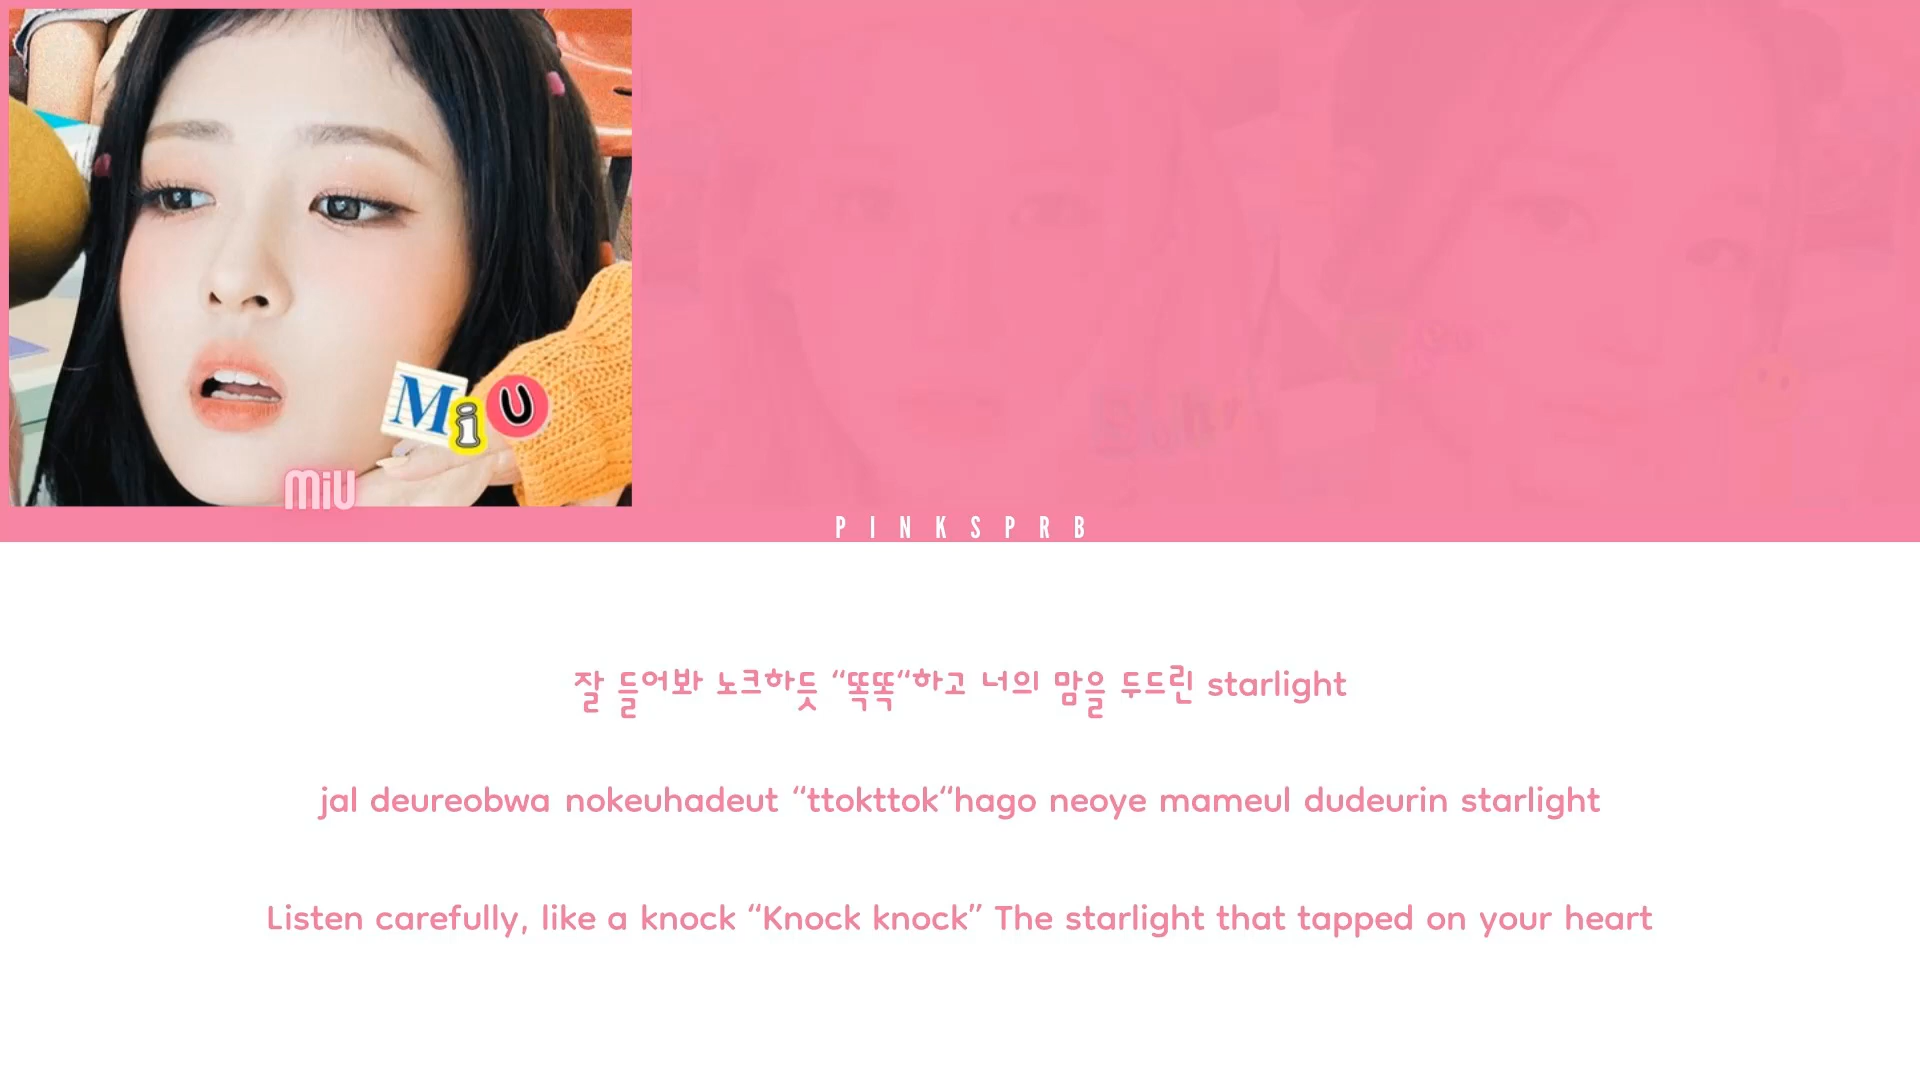 MiU
MiU
PINKSPRB
잘 들어봐 노크하듯 “똑똑“하고 너의 맘을 두드린 starlight
jal deureobwa nokeuhadeut “ttokttok“hago neoye mameul dudeurin starlight
Listen carefully, like a knock “Knock knock” The starlight that tapped on your heart